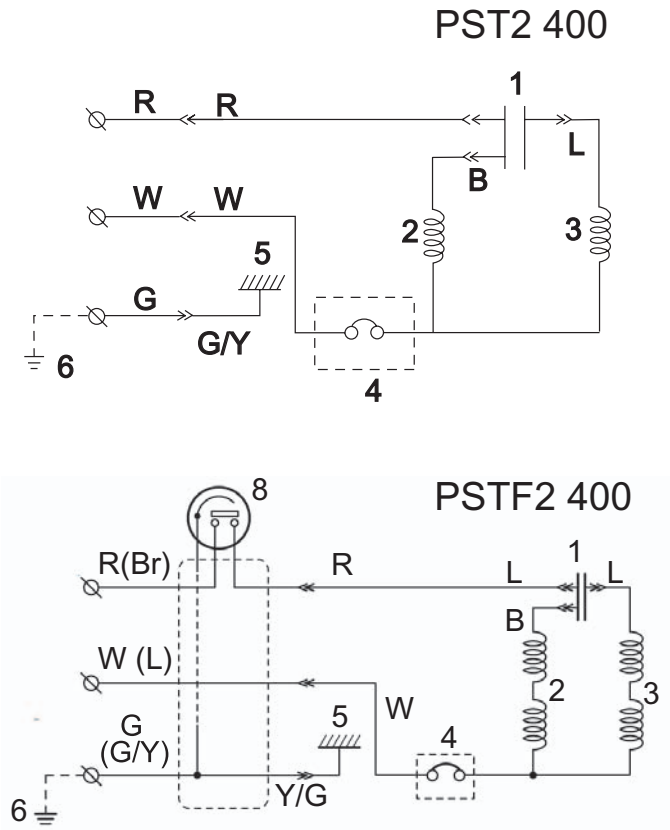 PST2 400
1
R R
L
B
W W
2 3
5
G
G/Y
6
4
PSTF2 400
8
1
R(Br) R L L
B
W (L)
2 3
W
G
(G/Y)
5
4
Y/G
6